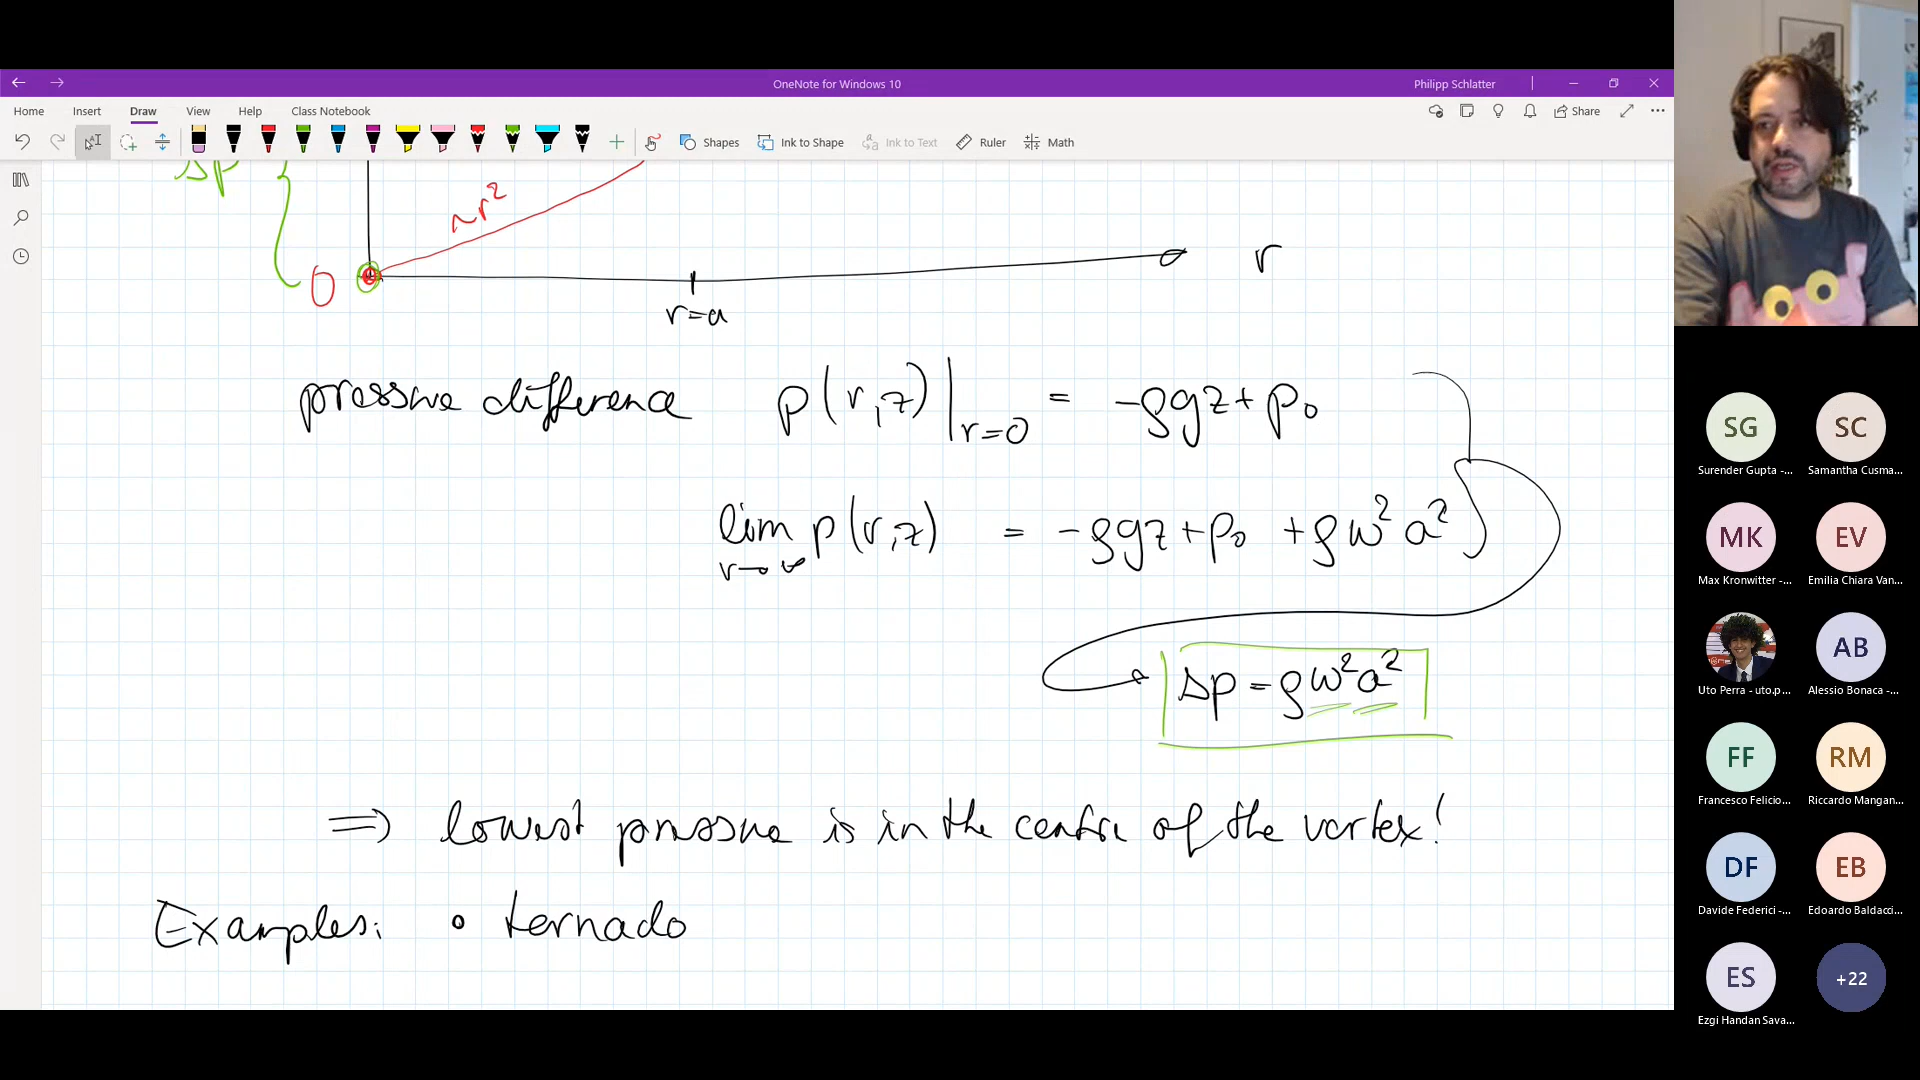 OneNote for Windows 10
Philipp Schlatter
Home Insert Draw View Help Class Notebook
Share
Shapes Ink to Shape Ink to Text Ruler Math
Δp
~r²
0
r
r=a
pressure difference p(r,z)|r=0 = -ρgz+p₀
lim r→∞ p(r,z) = -ρgz+p₀ +ρω²a²
Δp=ρω²a²
⇒ lowest pressure is in the centre of the vortex!
Examples: • tornado
SG SC
Surender Gupta -... Samantha Cusma...
MK EV
Max Kronwitter -... Emilia Chiara Van...
AB
Uto Perra - uto.p... Alessio Bonaca -...
FF RM
Francesco Felicio... Riccardo Mangan...
DF EB
Davide Federici -... Edoardo Baldacci...
ES +22
Ezgi Handan Sava...